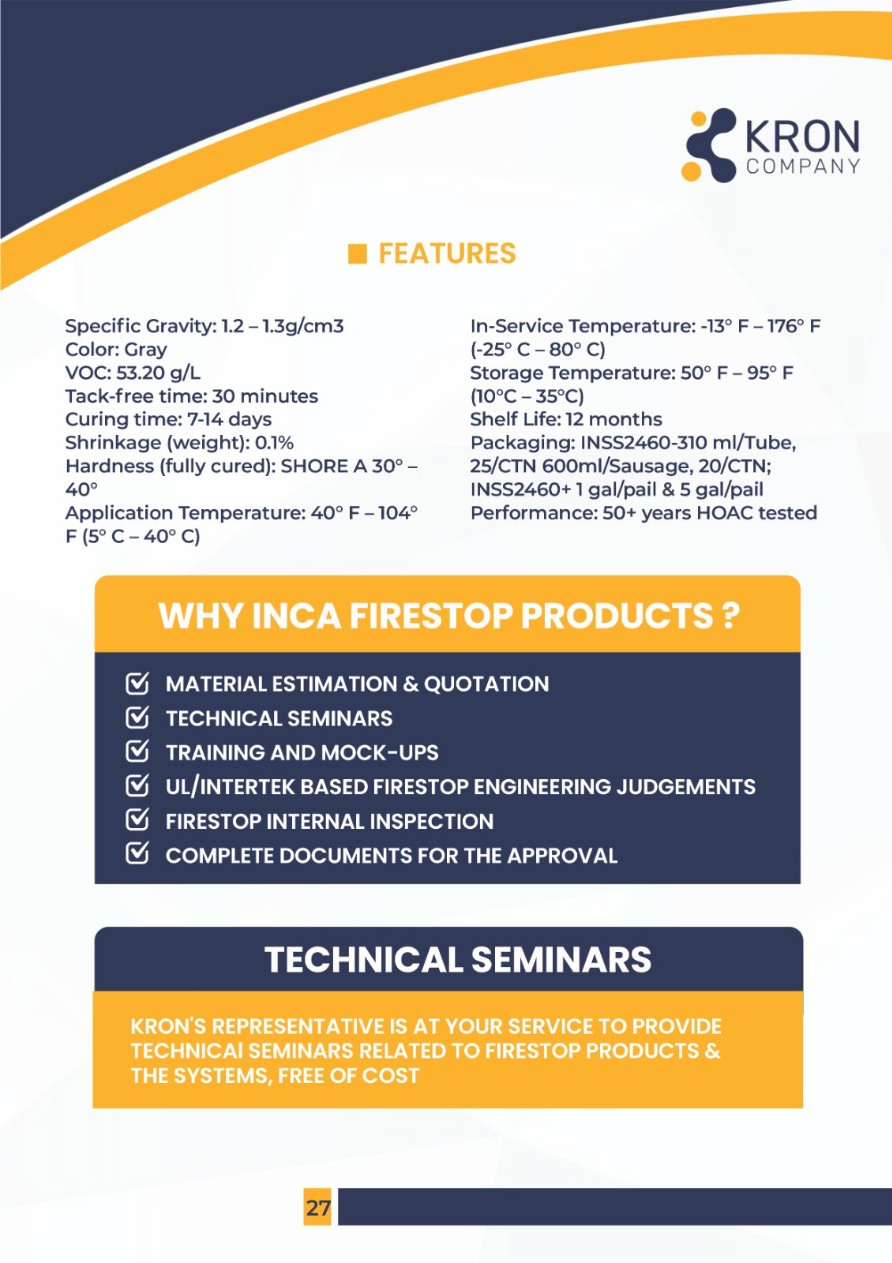 KRON
COMPANY
FEATURES
Specific Gravity: 1.2 – 1.3g/cm3
Color: Gray
VOC: 53.20 g/L
Tack-free time: 30 minutes
Curing time: 7-14 days
Shrinkage (weight): 0.1%
Hardness (fully cured): SHORE A 30° –
40°
Application Temperature: 40° F – 104°
F (5° C – 40° C)
In-Service Temperature: -13° F – 176° F
(-25° C – 80° C)
Storage Temperature: 50° F – 95° F
(10°C – 35°C)
Shelf Life: 12 months
Packaging: INSS2460-310 ml/Tube,
25/CTN 600ml/Sausage, 20/CTN;
INSS2460+ 1 gal/pail & 5 gal/pail
Performance: 50+ years HOAC tested
WHY INCA FIRESTOP PRODUCTS ?
MATERIAL ESTIMATION & QUOTATION
TECHNICAL SEMINARS
TRAINING AND MOCK-UPS
UL/INTERTEK BASED FIRESTOP ENGINEERING JUDGEMENTS
FIRESTOP INTERNAL INSPECTION
COMPLETE DOCUMENTS FOR THE APPROVAL
TECHNICAL SEMINARS
KRON'S REPRESENTATIVE IS AT YOUR SERVICE TO PROVIDE
TECHNICAl SEMINARS RELATED TO FIRESTOP PRODUCTS &
THE SYSTEMS, FREE OF COST
27